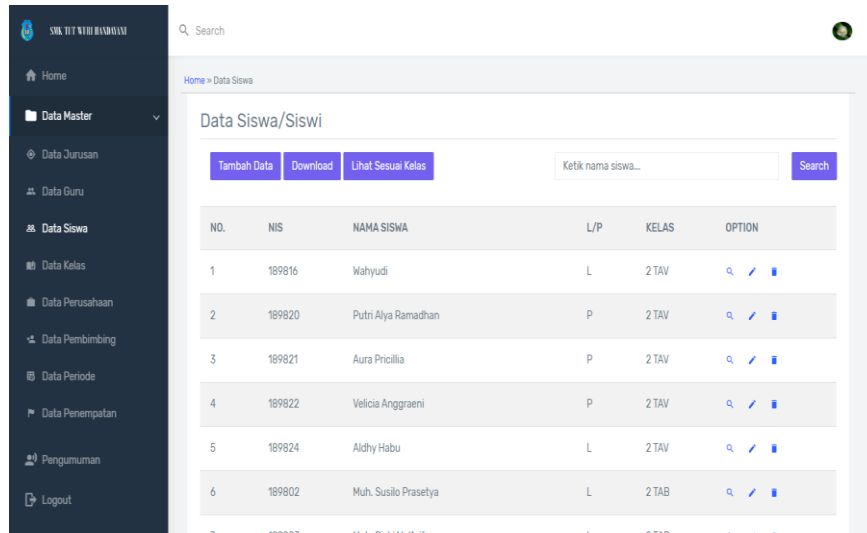 SMK TUT WURI HANDAYANI
Search
Home
Data Master
Data Jurusan
Data Guru
Data Siswa
Data Kelas
Data Perusahaan
Data Pembimbing
Data Periode
Data Penempatan
Pengumuman
Logout
Home » Data Siswa
Data Siswa/Siswi
Tambah Data Download Lihat Sesuai Kelas Ketik nama siswa... Search
NO. NIS NAMA SISWA L/P KELAS OPTION
1 189816 Wahyudi L 2 TAV
2 189820 Putri Alya Ramadhan P 2 TAV
3 189821 Aura Pricillia P 2 TAV
4 189822 Velicia Anggraeni P 2 TAV
5 189824 Aldhy Habu L 2 TAV
6 189802 Muh. Susilo Prasetya L 2 TAB